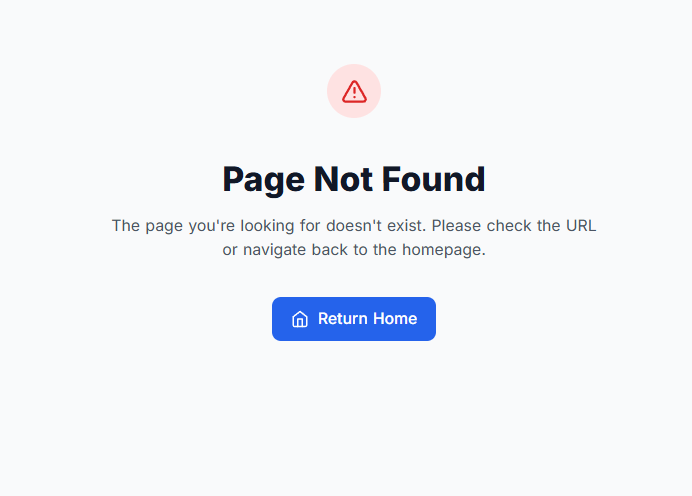 Page Not Found
The page you're looking for doesn't exist. Please check the URL
or navigate back to the homepage.
Return Home